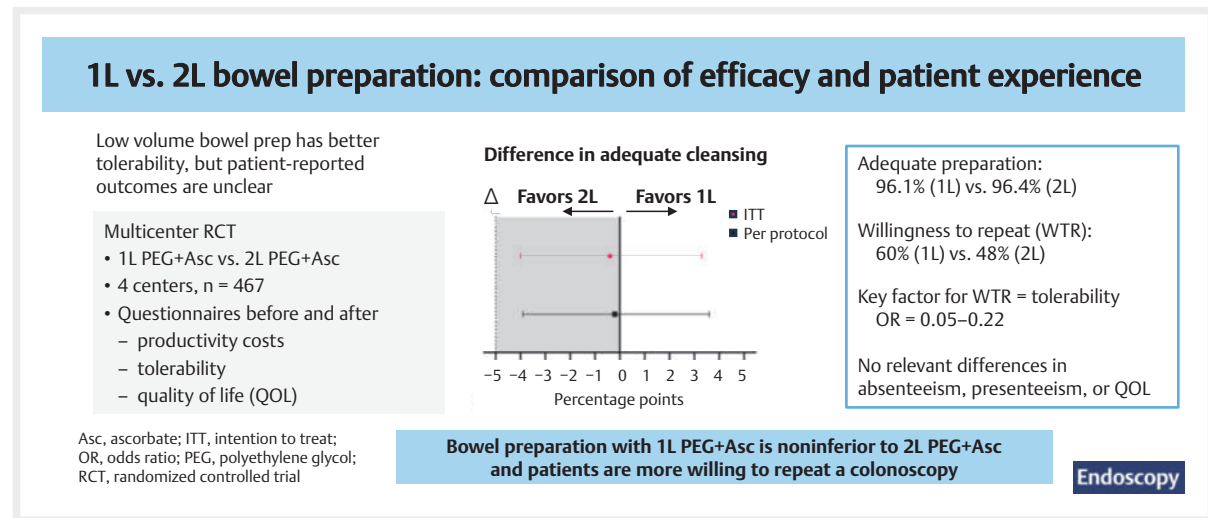 1L vs. 2L bowel preparation: comparison of efficacy and patient experience
Low volume bowel prep has better
tolerability, but patient-reported
outcomes are unclear
Multicenter RCT
• 1L PEG+Asc vs. 2L PEG+Asc
• 4 centers, n = 467
• Questionnaires before and after
– productivity costs
– tolerability
– quality of life (QOL)
Asc, ascorbate; ITT, intention to treat;
OR, odds ratio; PEG, polyethylene glycol;
RCT, randomized controlled trial
Difference in adequate cleansing
Δ Favors 2L Favors 1L
ITT
Per protocol
−5 −4 −3 −2 −1 0 1 2 3 4 5
Percentage points
Adequate preparation:
96.1% (1L) vs. 96.4% (2L)
Willingness to repeat (WTR):
60% (1L) vs. 48% (2L)
Key factor for WTR = tolerability
OR = 0.05–0.22
No relevant differences in
absenteeism, presenteeism, or QOL
Bowel preparation with 1L PEG+Asc is noninferior to 2L PEG+Asc
and patients are more willing to repeat a colonoscopy
Endoscopy